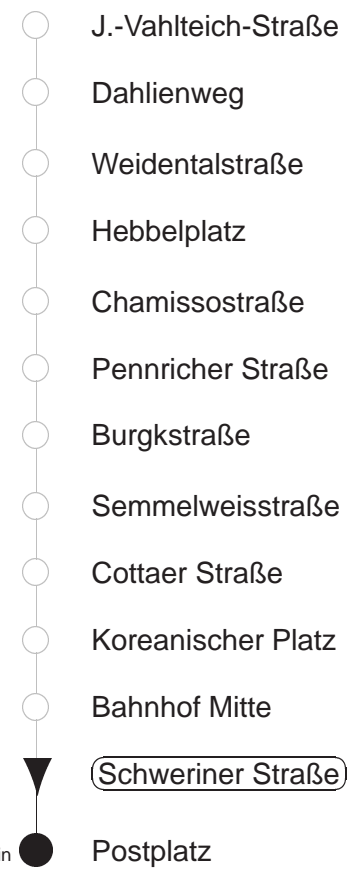 J.-Vahlteich-Straße
Dahlienweg
Weidentalstraße
Hebbelplatz
Chamissostraße
Pennricher Straße
Burgkstraße
Semmelweisstraße
Cottaer Straße
Koreanischer Platz
Bahnhof Mitte
Schweriner Straße
Postplatz